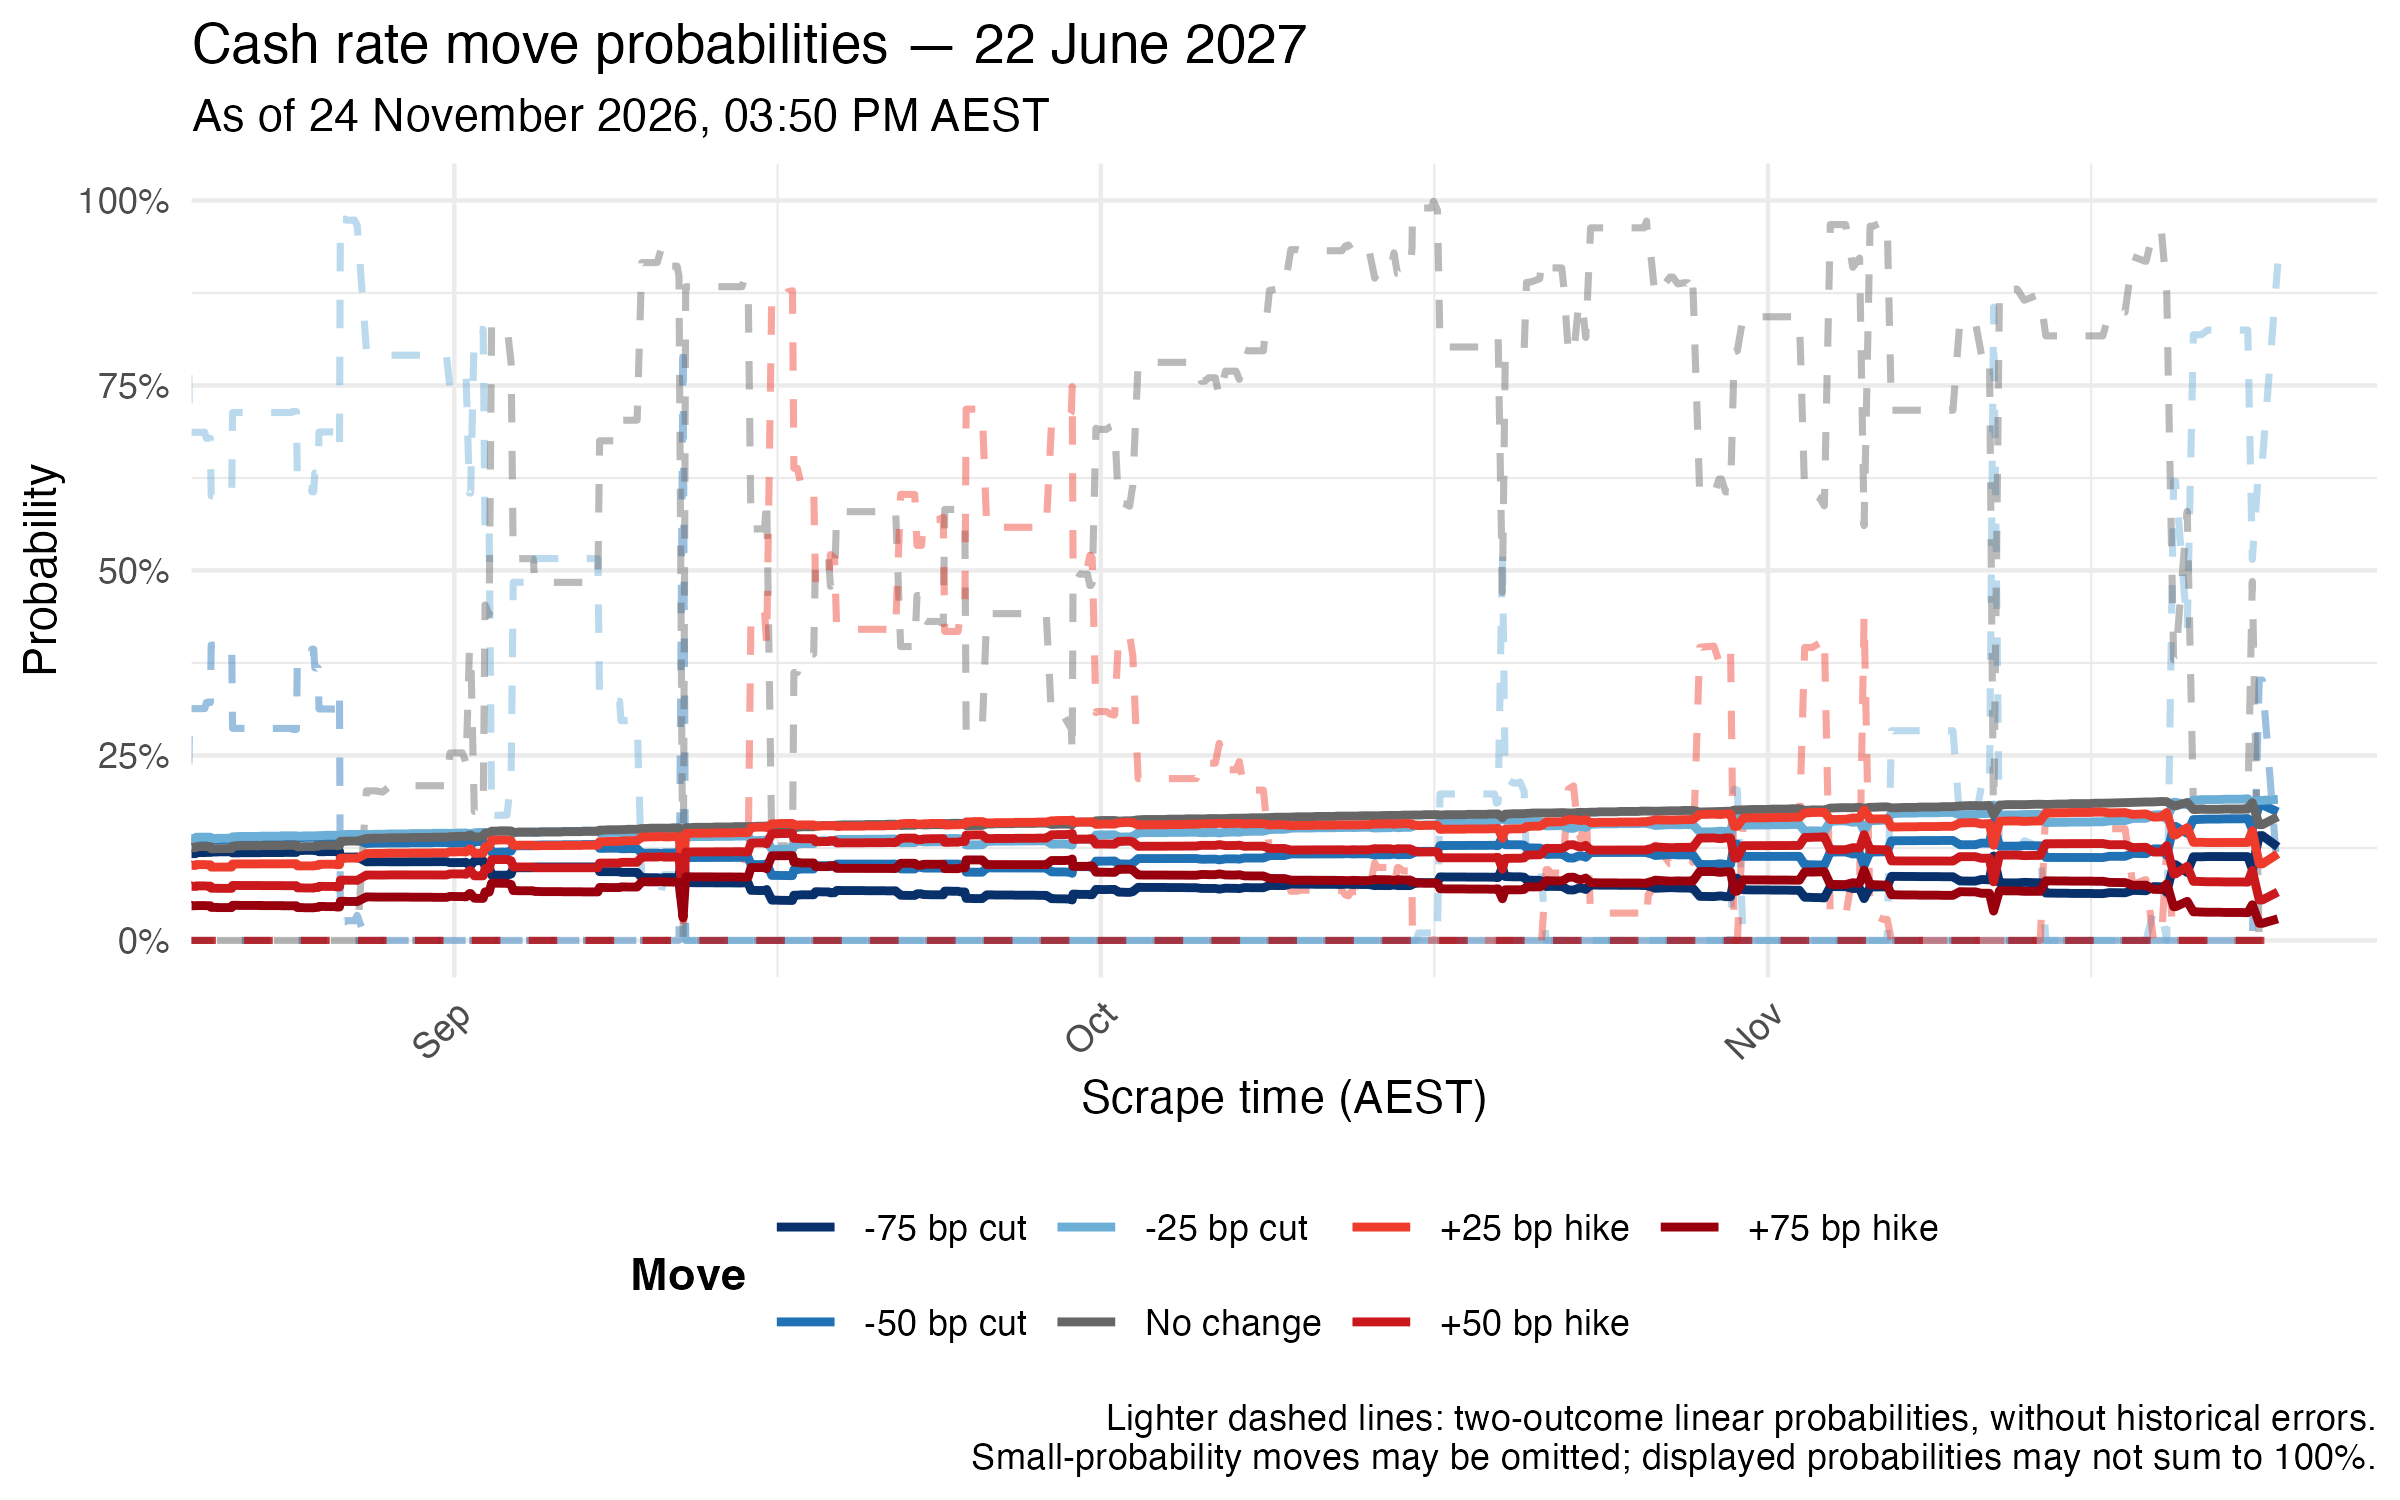 Cash rate move probabilities — 22 June 2027
As of 24 November 2026, 03:50 PM AEST
Probability
100%
75%
50%
25%
0%
Sep
Oct
Nov
Scrape time (AEST)
Move
-75 bp cut
-25 bp cut
+25 bp hike
+75 bp hike
-50 bp cut
No change
+50 bp hike
Lighter dashed lines: two-outcome linear probabilities, without historical errors.
Small-probability moves may be omitted; displayed probabilities may not sum to 100%.